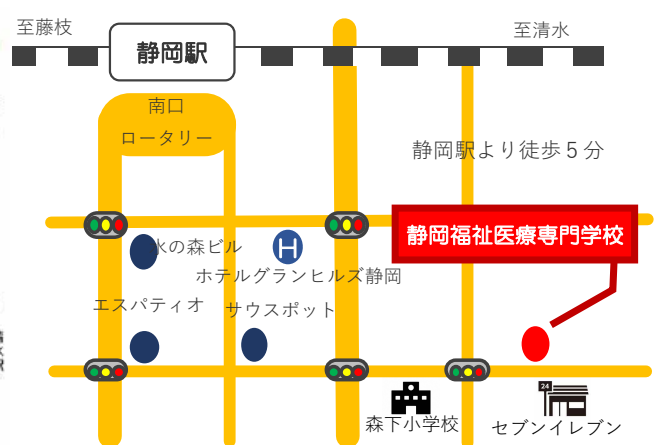 至藤枝
至清水
静岡駅
南口
ロータリー
静岡駅より徒歩5分
静岡福祉医療専門学校
水の森ビル
H
ホテルグランヒルズ静岡
エスパティオ
サウスポット
24
森下小学校
セブンイレブン